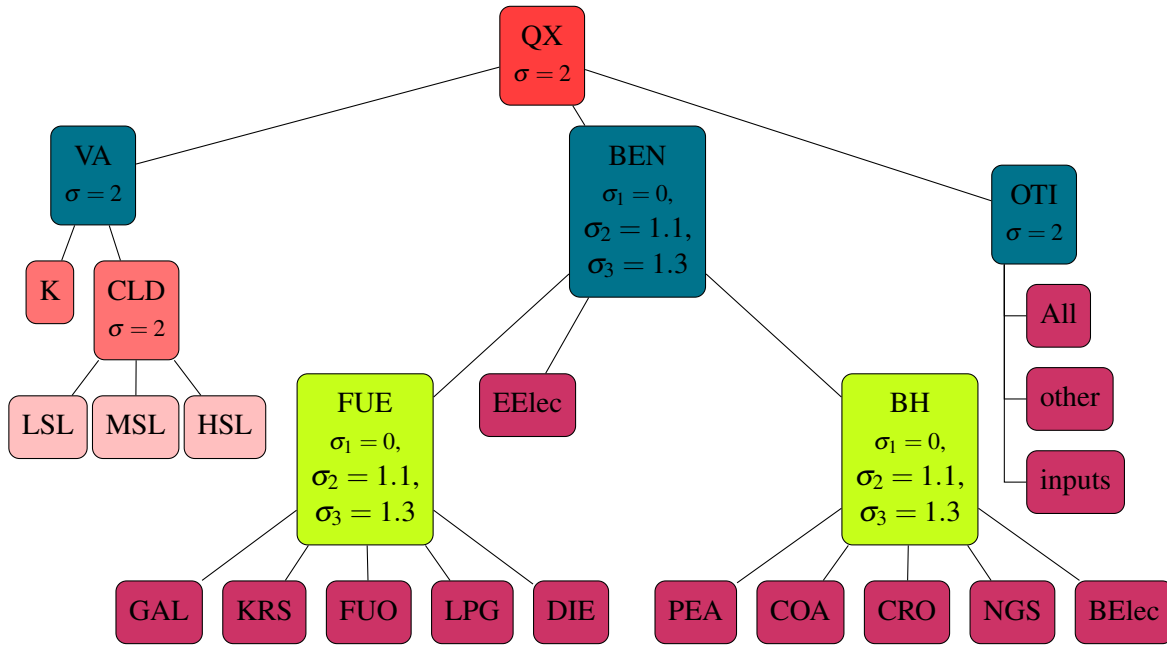 QX
σ = 2
VA
σ = 2
BEN
σ₁ = 0,
σ₂ = 1.1,
σ₃ = 1.3
OTI
σ = 2
K
CLD
σ = 2
All
LSL
MSL
HSL
FUE
σ₁ = 0,
σ₂ = 1.1,
σ₃ = 1.3
EElec
BH
σ₁ = 0,
σ₂ = 1.1,
σ₃ = 1.3
other
inputs
GAL
KRS
FUO
LPG
DIE
PEA
COA
CRO
NGS
BElec